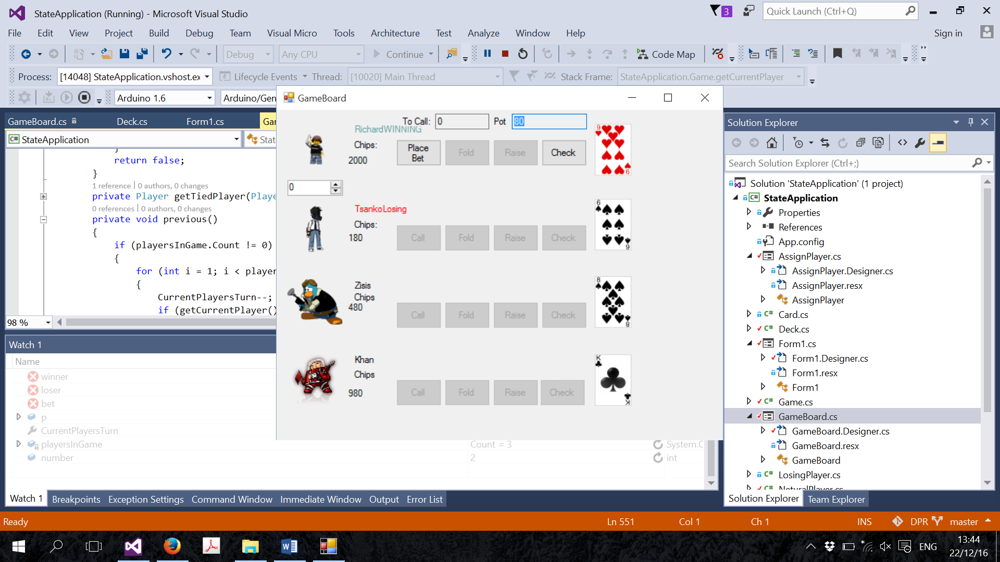 StateApplication (Running) - Microsoft Visual Studio
3
Quick Launch (Ctrl+Q)
File Edit View Project Build Debug Team Visual Micro Tools Architecture Test Analyze Window Help
Sign in
Debug Any CPU Continue Code Map
Process: [14048] StateApplication.vshost.ex Lifecycle Events Thread: [10020] Main Thread Stack Frame: StateApplication.Game.getCurrentPlayer
Arduino 1.6 Arduino/Gen
GameBoard
GameBoard.cs Deck.cs Form1.cs Gar
StateApplication Stat
}
return false;
}
1 reference | 0 authors, 0 changes
private Player getTiedPlayer(Playe
0 references | 0 authors, 0 changes
private void previous()
{
if (playersInGame.Count != 0)
{
for (int i = 1; i < player
{
CurrentPlayersTurn--;
if (getCurrentPlayer()
98 %
To Call: 0 Pot 80
RichardWINNING
Chips:
2000
Place Bet Fold Raise Check
9
6
0
TsankoLosing
Chips:
180
Call Fold Raise Check
6
9
Zisis
Chips
480
Call Fold Raise Check
8
8
Khan
Chips
980
Call Fold Raise Check
K
K
Watch 1
Name
winner
loser
bet
p
CurrentPlayersTurn
playersInGame Count = 3 System.C
number 2 int
Watch 1 Breakpoints Exception Settings Command Window Immediate Window Output Error List
Solution Explorer
Search Solution Explorer (Ctrl+;)
Solution 'StateApplication' (1 project)
StateApplication
Properties
References
App.config
AssignPlayer.cs
AssignPlayer.Designer.cs
AssignPlayer.resx
AssignPlayer
Card.cs
Deck.cs
Form1.cs
Form1.Designer.cs
Form1.resx
Form1
Game.cs
GameBoard.cs
GameBoard.Designer.cs
GameBoard.resx
GameBoard
LosingPlayer.cs
NeturalPlayer.cs
Solution Explorer Team Explorer
Ready Ln 551 Col 1 Ch 1 INS DPR master
ENG
13:44
22/12/16